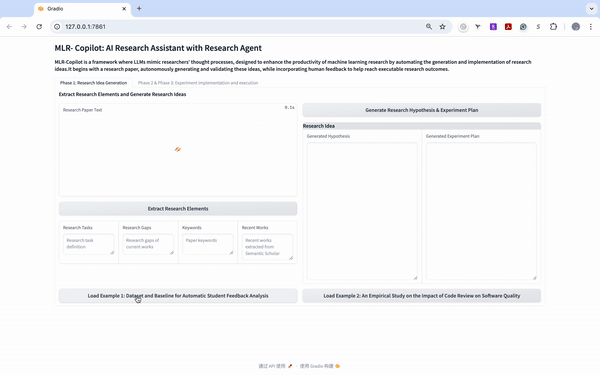 Gradio
127.0.0.1:7861
MLR- Copilot: AI Research Assistant with Research Agent
MLR-Copilot is a framework where LLMs mimic researchers' thought processes, designed to enhance the productivity of machine learning research by automating the generation and implementation of research
ideas.It begins with a research paper, autonomously generating and validating these ideas, while incorporating human feedback to help reach executable research outcomes.
Phase 1: Research Idea Generation
Phase 2 & Phase 3: Experiment implementation and execution
Extract Research Elements and Generate Research Ideas
Research Paper Text
0.1s
Generate Research Hypothesis & Experiment Plan
Research Idea
Generated Hypothesis
Generated Experiment Plan
Extract Research Elements
Research Tasks
Research Gaps
Keywords
Recent Works
Research task
definition
Research gaps of
current works
Paper keywords
Recent works
extracted from
Semantic Scholar
Load Example 1: Dataset and Baseline for Automatic Student Feedback Analysis
Load Example 2: An Empirical Study on the Impact of Code Review on Software Quality
通过 API 使用
·
使用 Gradio 构建